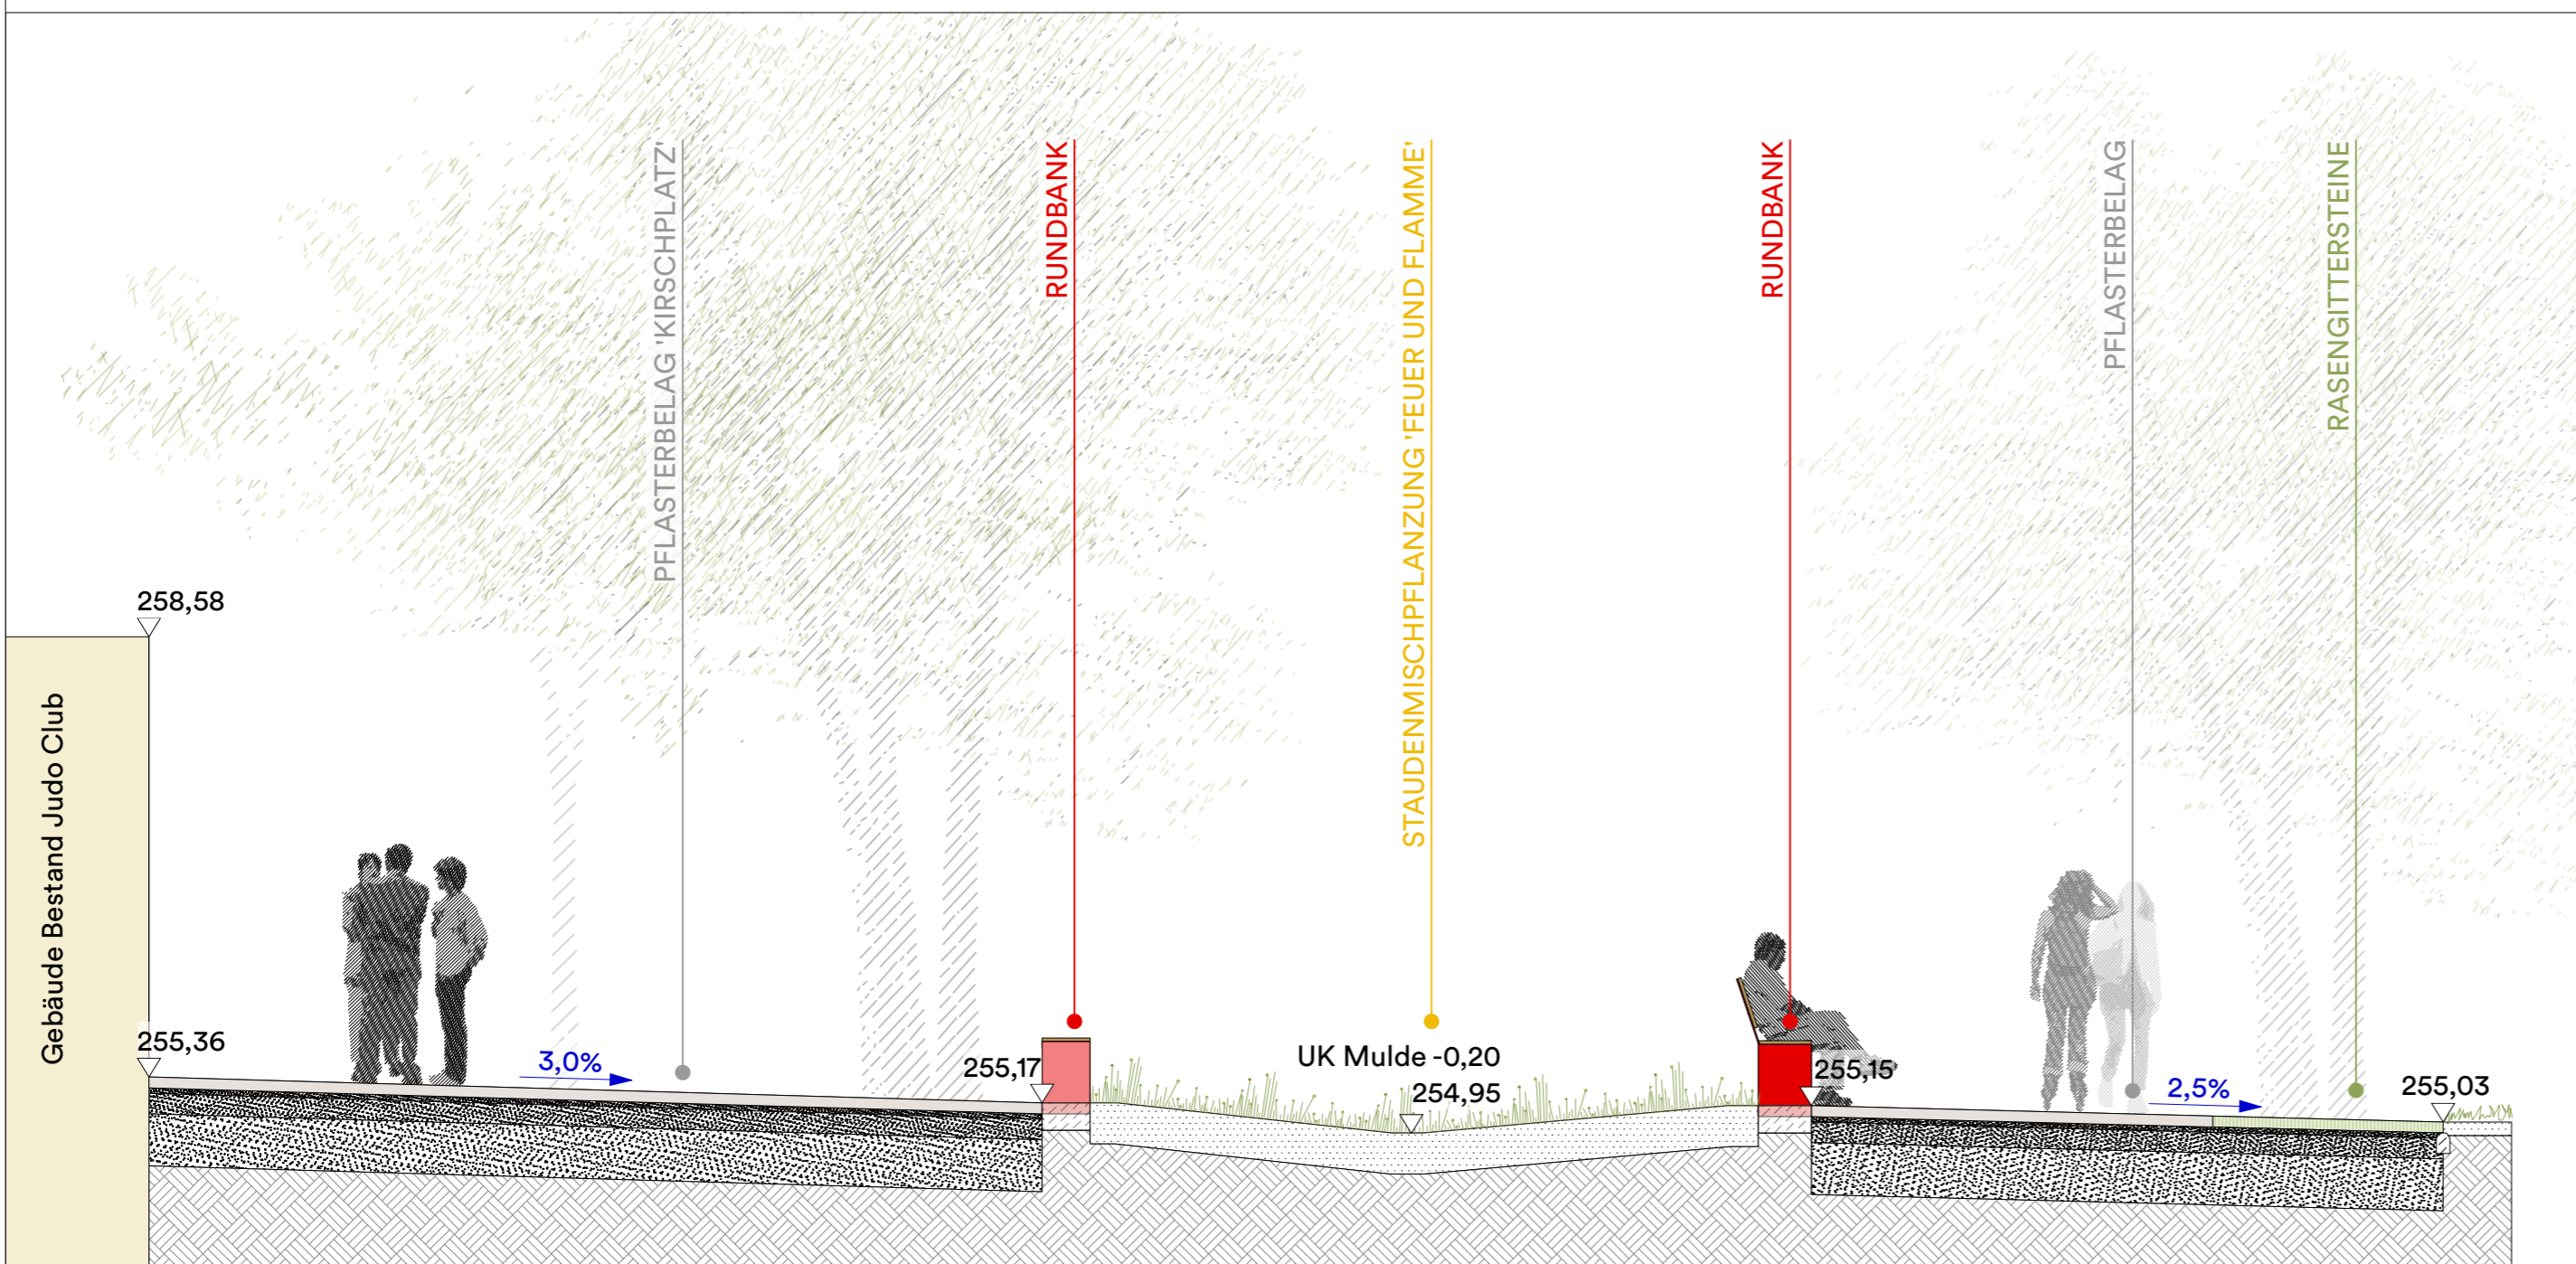 PFLASTERBELAG 'KIRSCHPLATZ'
RUNDBANK
STAUDENMISCHPFLANZUNG 'FEUER UND FLAMME'
RUNDBANK
PFLASTERBELAG
RASENGITTERSTEINE
258,58
Gebäude Bestand Judo Club
255,36
3,0%
255,17
UK Mulde -0,20
254,95
255,15
2,5%
255,03